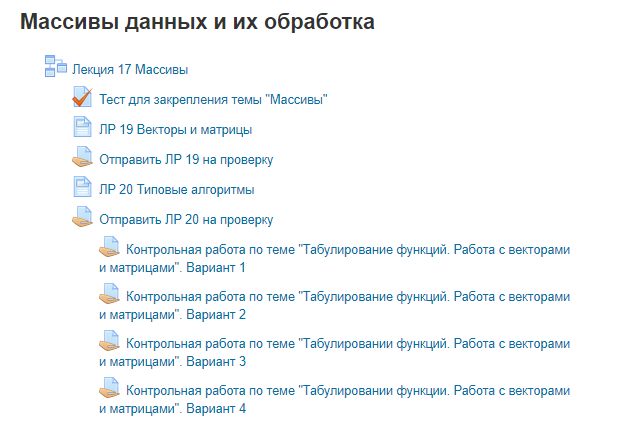 Массивы данных и их обработка
Лекция 17 Массивы
Тест для закрепления темы "Массивы"
ЛР 19 Векторы и матрицы
Отправить ЛР 19 на проверку
ЛР 20 Типовые алгоритмы
Отправить ЛР 20 на проверку
Контрольная работа по теме "Табулирование функций. Работа с векторами
и матрицами". Вариант 1
Контрольная работа по теме "Табулирование функций. Работа с векторами
и матрицами". Вариант 2
Контрольная работа по теме "Табулировании функций. Работа с векторами
и матрицами". Вариант 3
Контрольная работа по теме "Табулировании функции. Работа с векторами
и матрицами". Вариант 4